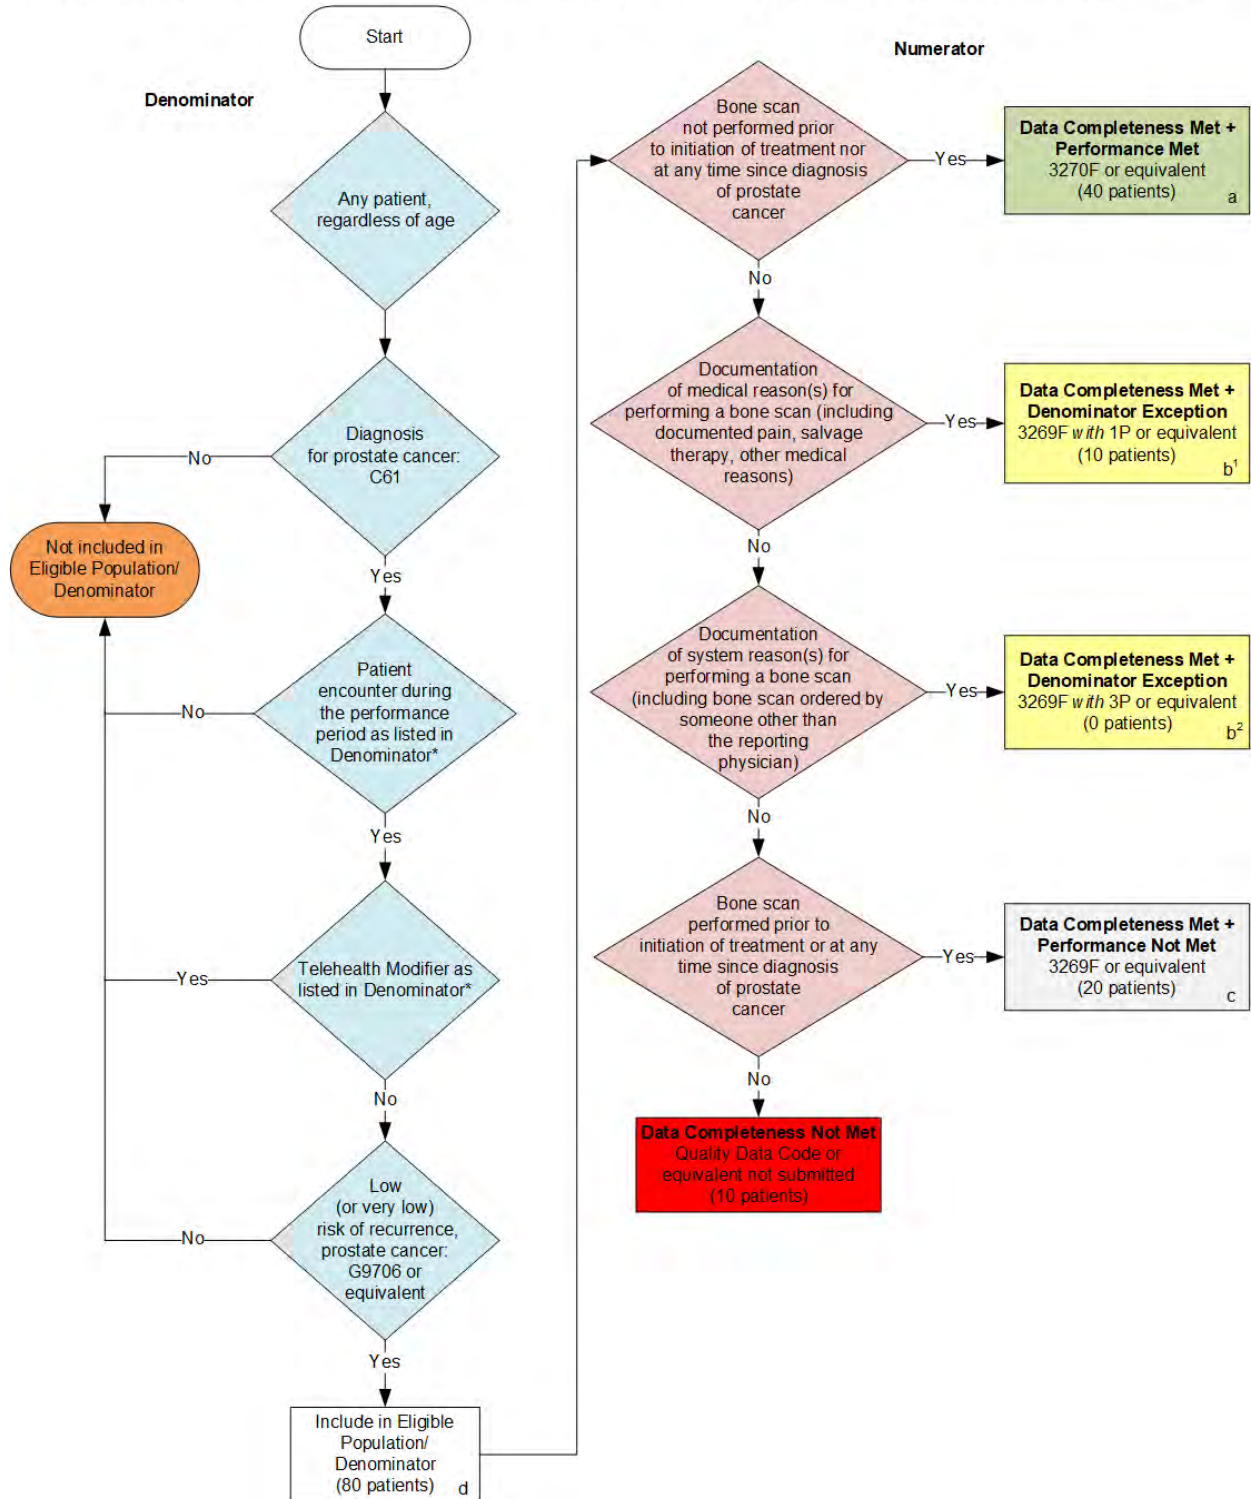 Start
Denominator
Any patient,
regardless of age
Diagnosis
for prostate cancer:
C61
No
Not included in
Eligible Population/
Denominator
Yes
Patient
encounter during
the performance
period as listed in
Denominator*
No
Yes
Telehealth Modifier as
listed in Denominator*
Yes
No
Low
(or very low)
risk of recurrence,
prostate cancer:
G9706 or
equivalent
No
Yes
Include in Eligible
Population/
Denominator
(80 patients)
d
Numerator
Bone scan
not performed prior
to initiation of treatment nor
at any time since diagnosis
of prostate
cancer
Yes
Data Completeness Met +
Performance Met
3270F or equivalent
(40 patients)
a
No
Documentation
of medical reason(s) for
performing a bone scan (including
documented pain, salvage
therapy, other medical
reasons)
Yes
Data Completeness Met +
Denominator Exception
3269F with 1P or equivalent
(10 patients)
b¹
No
Documentation
of system reason(s) for
performing a bone scan
(including bone scan ordered by
someone other than
the reporting
physician)
Yes
Data Completeness Met +
Denominator Exception
3269F with 3P or equivalent
(0 patients)
b²
No
Bone scan
performed prior to
initiation of treatment or at any
time since diagnosis
of prostate
cancer
Yes
Data Completeness Met +
Performance Not Met
3269F or equivalent
(20 patients)
c
No
Data Completeness Not Met
Quality Data Code or
equivalent not submitted
(10 patients)